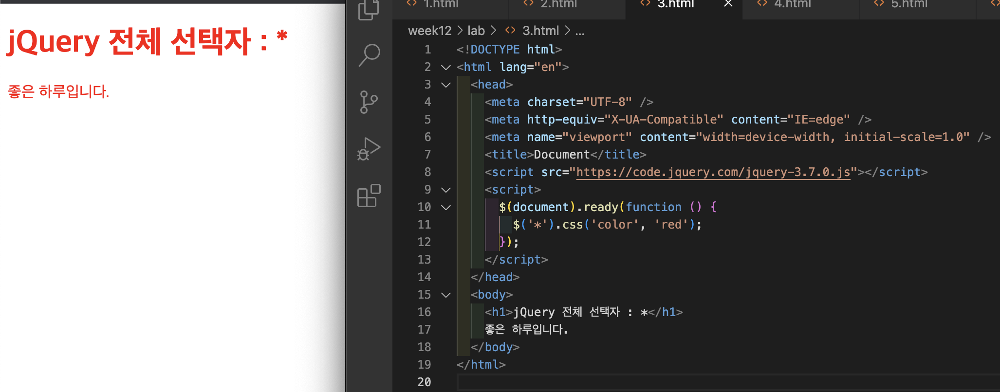 jQuery 전체 선택자 : *
좋은 하루입니다.
1.html 2.html 3.html 4.html 5.html
week12 > lab > 3.html > ...
1 <!DOCTYPE html>
2 <html lang="en">
3 <head>
4 <meta charset="UTF-8" />
5 <meta http-equiv="X-UA-Compatible" content="IE=edge" />
6 <meta name="viewport" content="width=device-width, initial-scale=1.0" />
7 <title>Document</title>
8 <script src="https://code.jquery.com/jquery-3.7.0.js"></script>
9 <script>
10 $(document).ready(function () {
11 $('*').css('color', 'red');
12 });
13 </script>
14 </head>
15 <body>
16 <h1>jQuery 전체 선택자 : *</h1>
17 좋은 하루입니다.
18 </body>
19 </html>
20